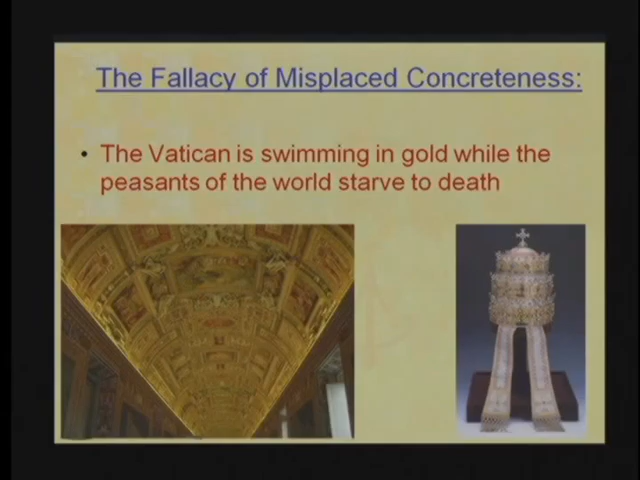 The Fallacy of Misplaced Concreteness:
• The Vatican is swimming in gold while the
peasants of the world starve to death